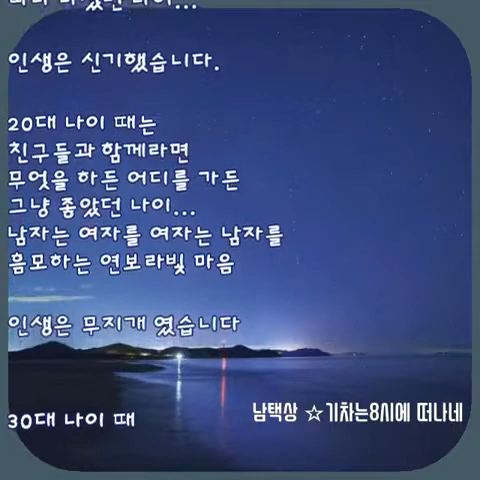 인생은 신기했습니다.
20대 나이 때는
친구들과 함께라면
무엇을 하든 어디를 가든
그냥 좋았던 나이...
남자는 여자를 여자는 남자를
흠모하는 연보라빛 마음
인생은 무지개 였습니다
30대 나이 때
남택상 ☆기차는8시에 떠나네